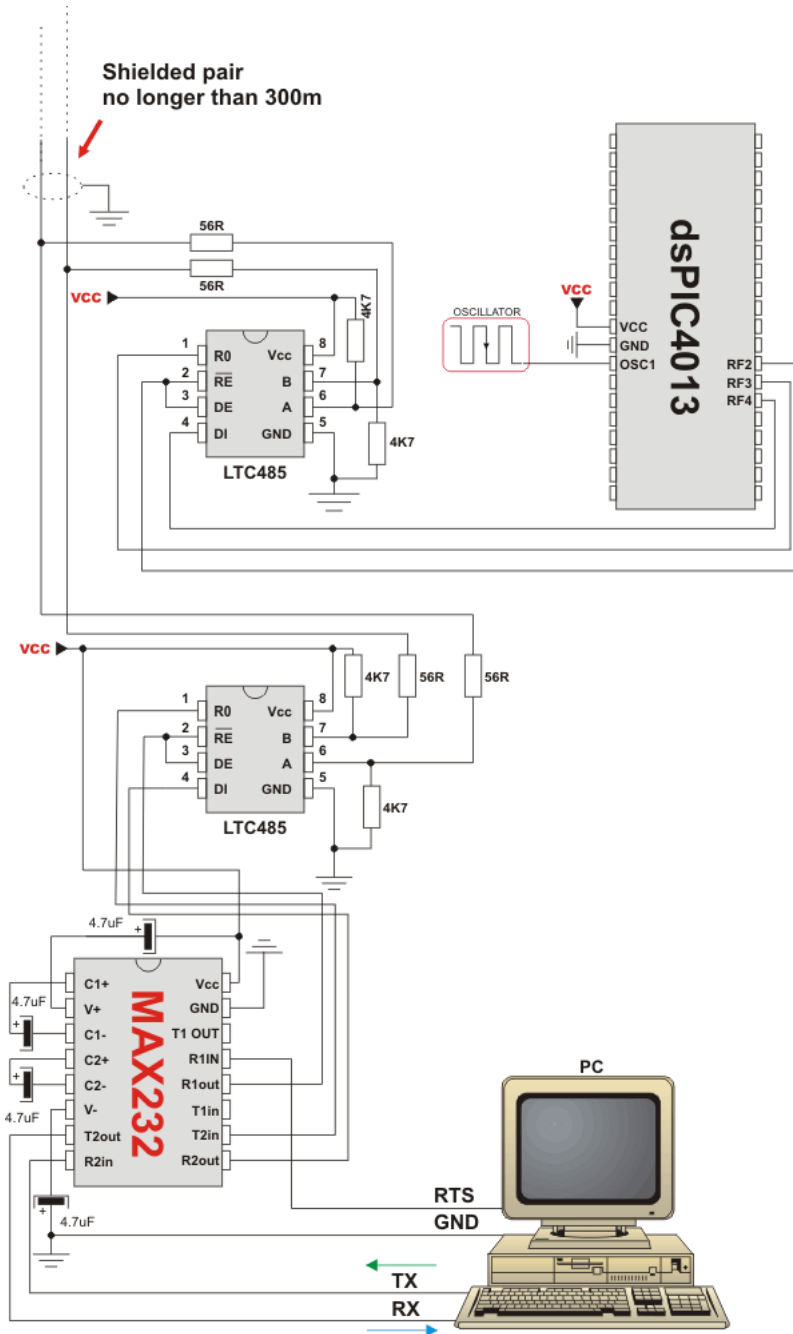 Shielded pair
no longer than 300m
56R
56R
VCC
4K7
1 R0 Vcc 8
2 RE B 7
3 DE A 6
4 DI GND 5
4K7
LTC485
OSCILLATOR
VCC
dsPIC4013
VCC
GND
OSC1
RF2
RF3
RF4
VCC
4K7
56R
56R
1 R0 Vcc 8
2 RE B 7
3 DE A 6
4 DI GND 5
4K7
LTC485
4.7uF
+
4.7uF
+
+
4.7uF
+
4.7uF
MAX232
C1+ Vcc
V+ GND
C1- T1 OUT
C2+ R1IN
C2- R1out
V- T1in
T2out T2in
R2in R2out
PC
RTS
GND
TX
RX